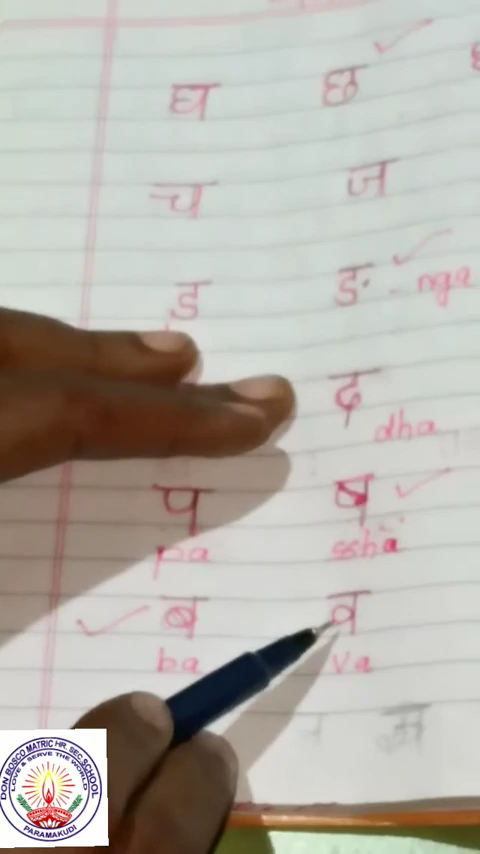 घ छ
च ज
ड ङ - nga
द
dha
प ष
pa ssha
ब व
ba va
DON BOSCO MATRIC HR. SEC SCHOOL
LOVE & SERVE THE WORLD
PARAMAKUDI